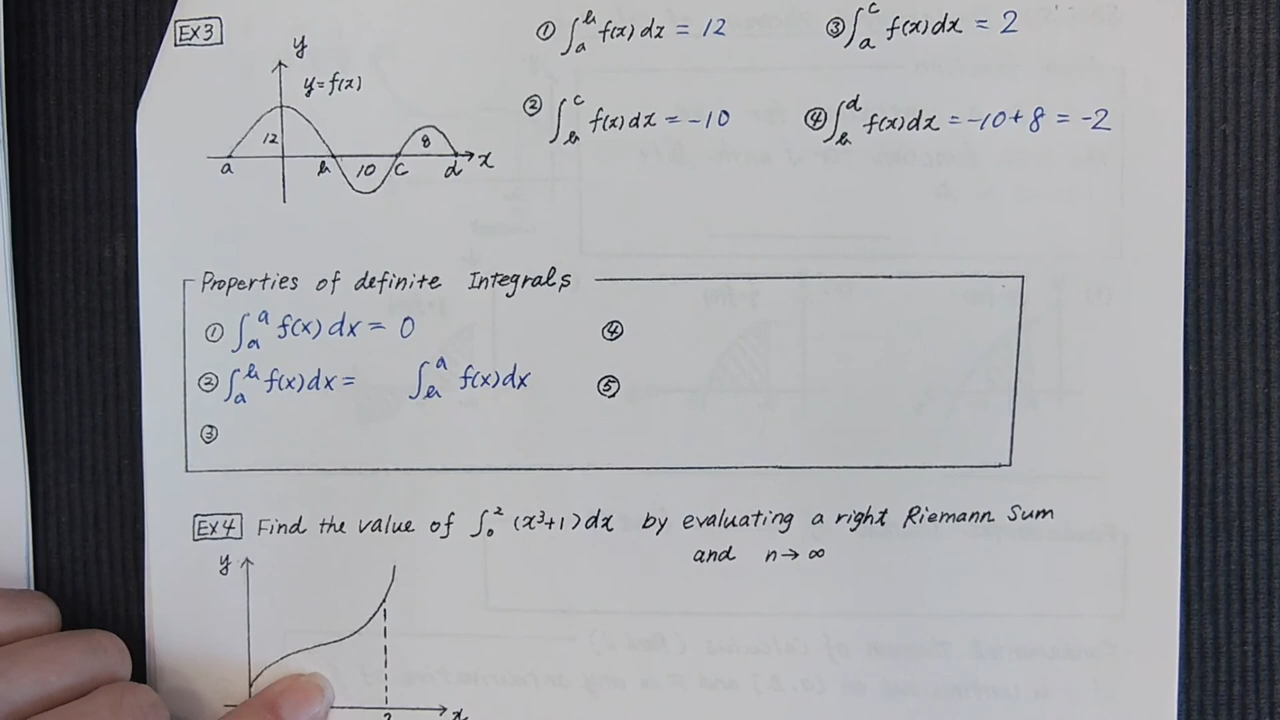 EX3
① ∫_a^b f(x)dx = 12
③ ∫_a^c f(x)dx = 2
② ∫_b^c f(x)dx = -10
④ ∫_b^d f(x)dx = -10+8 = -2
y
y=f(x)
12
8
a b 10 c d x
Properties of definite Integrals
① ∫_a^a f(x)dx = 0
② ∫_a^b f(x)dx = ∫_b^a f(x)dx
③
④
⑤
EX4 Find the value of ∫_0^2 (x³+1)dx by evaluating a right Riemann Sum
and n→∞
y
2 x